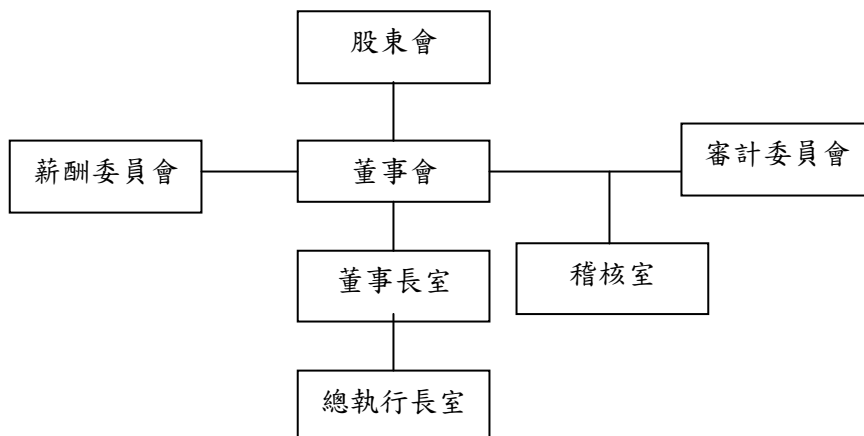 股東會
薪酬委員會
董事會
審計委員會
董事長室
稽核室
總執行長室